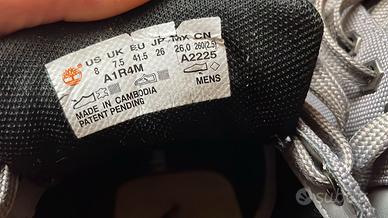 US UK EU JP MX CN
8 7.5 41.5 26 26.0 260(2.5)
A1R4M A2225
MADE IN CAMBODIA
PATENT PENDING
MENS